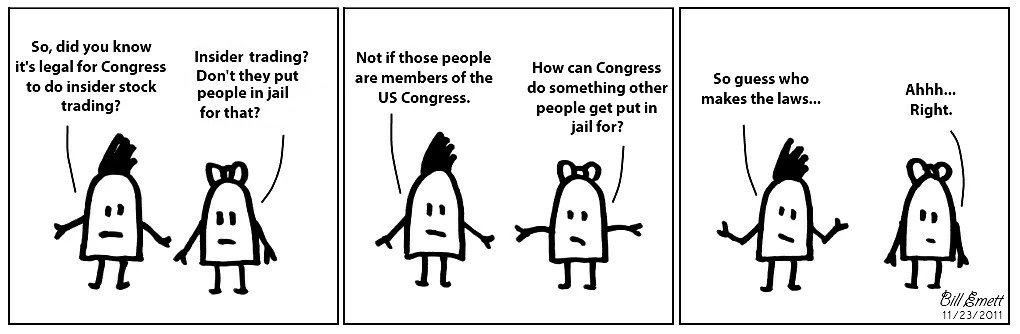 So, did you know
it's legal for Congress
to do insider stock
trading?
Insider trading?
Don't they put
people in jail
for that?
Not if those people
are members of the
US Congress.
How can Congress
do something other
people get put in
jail for?
So guess who
makes the laws...
Ahhh...
Right.
Bill Emett
11/23/2011